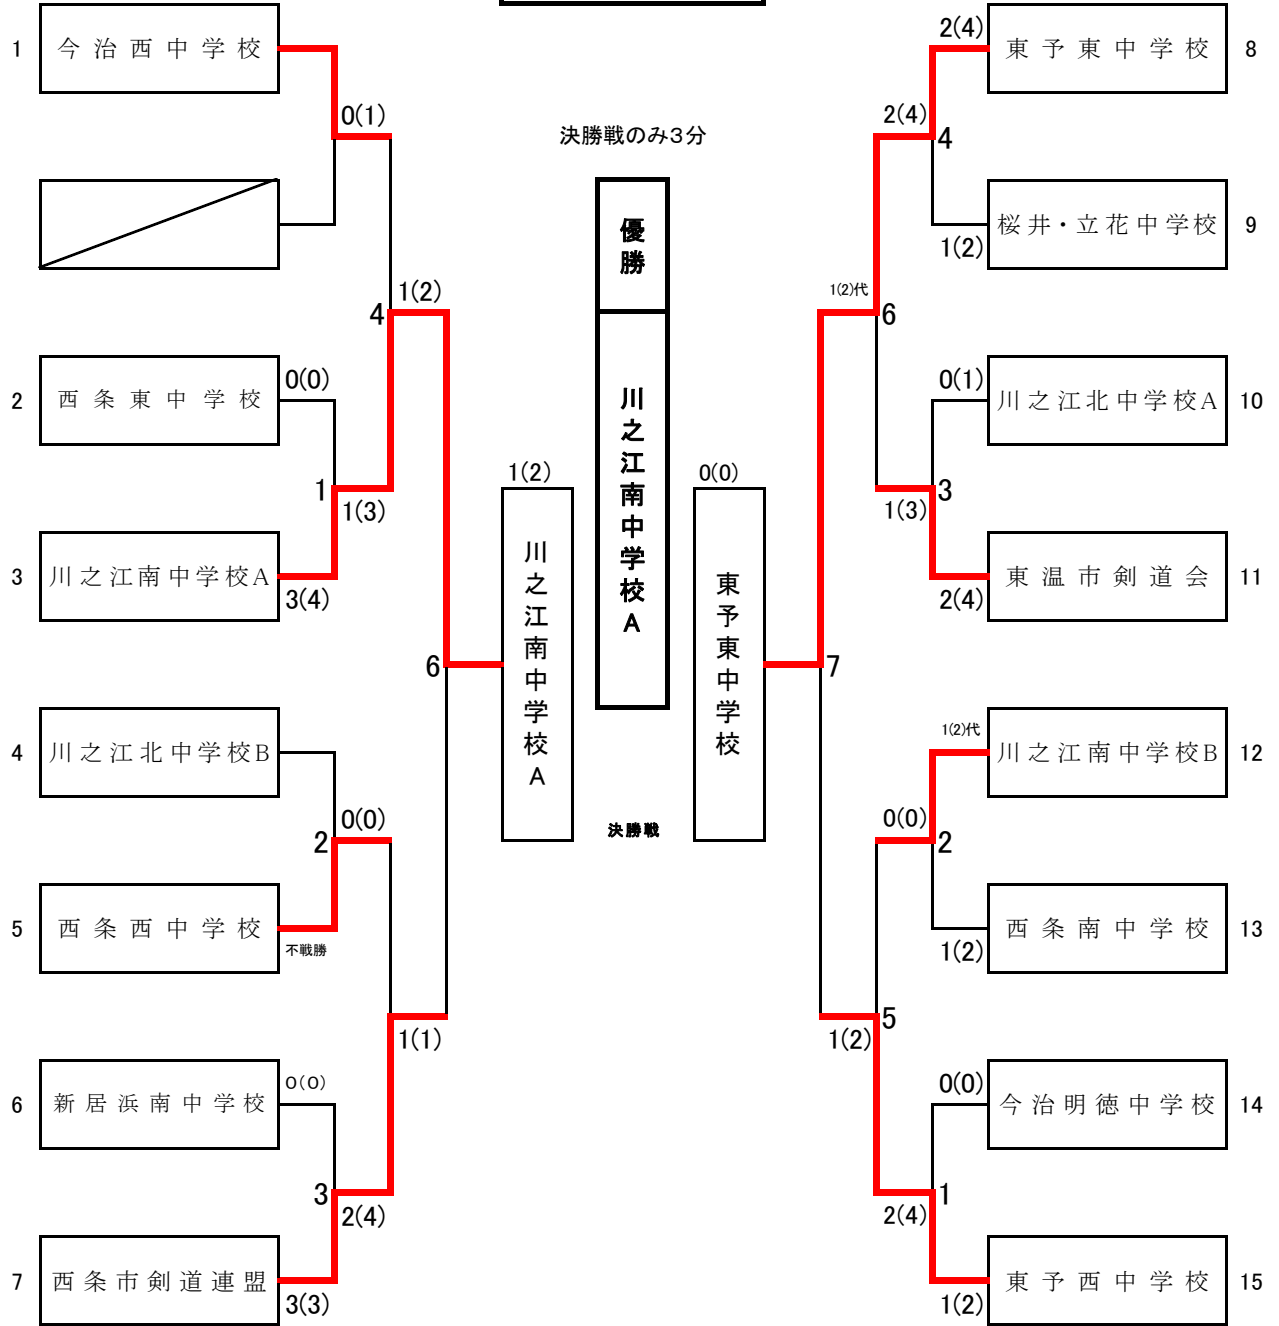 1 今治西中学校
0(1)
4
1(2)
2 西条東中学校
0(0)
1
1(3)
3 川之江南中学校A
3(4)
6
4 川之江北中学校B
2
0(0)
5 西条西中学校
不戦勝
1(1)
6 新居浜南中学校
0(0)
3
2(4)
7 西条市剣道連盟
3(3)
決勝戦のみ3分
優勝
川之江南中学校A
1(2)
川之江南中学校A
0(0)
東予東中学校
決勝戦
2(4)
東予東中学校 8
2(4)
4
桜井・立花中学校 9
1(2)
1(2)代
6
0(1)
川之江北中学校A 10
3
1(3)
東温市剣道会 11
2(4)
7
1(2)代
川之江南中学校B 12
0(0)
2
西条南中学校 13
1(2)
5
1(2)
0(0)
今治明徳中学校 14
1
2(4)
東予西中学校 15
1(2)